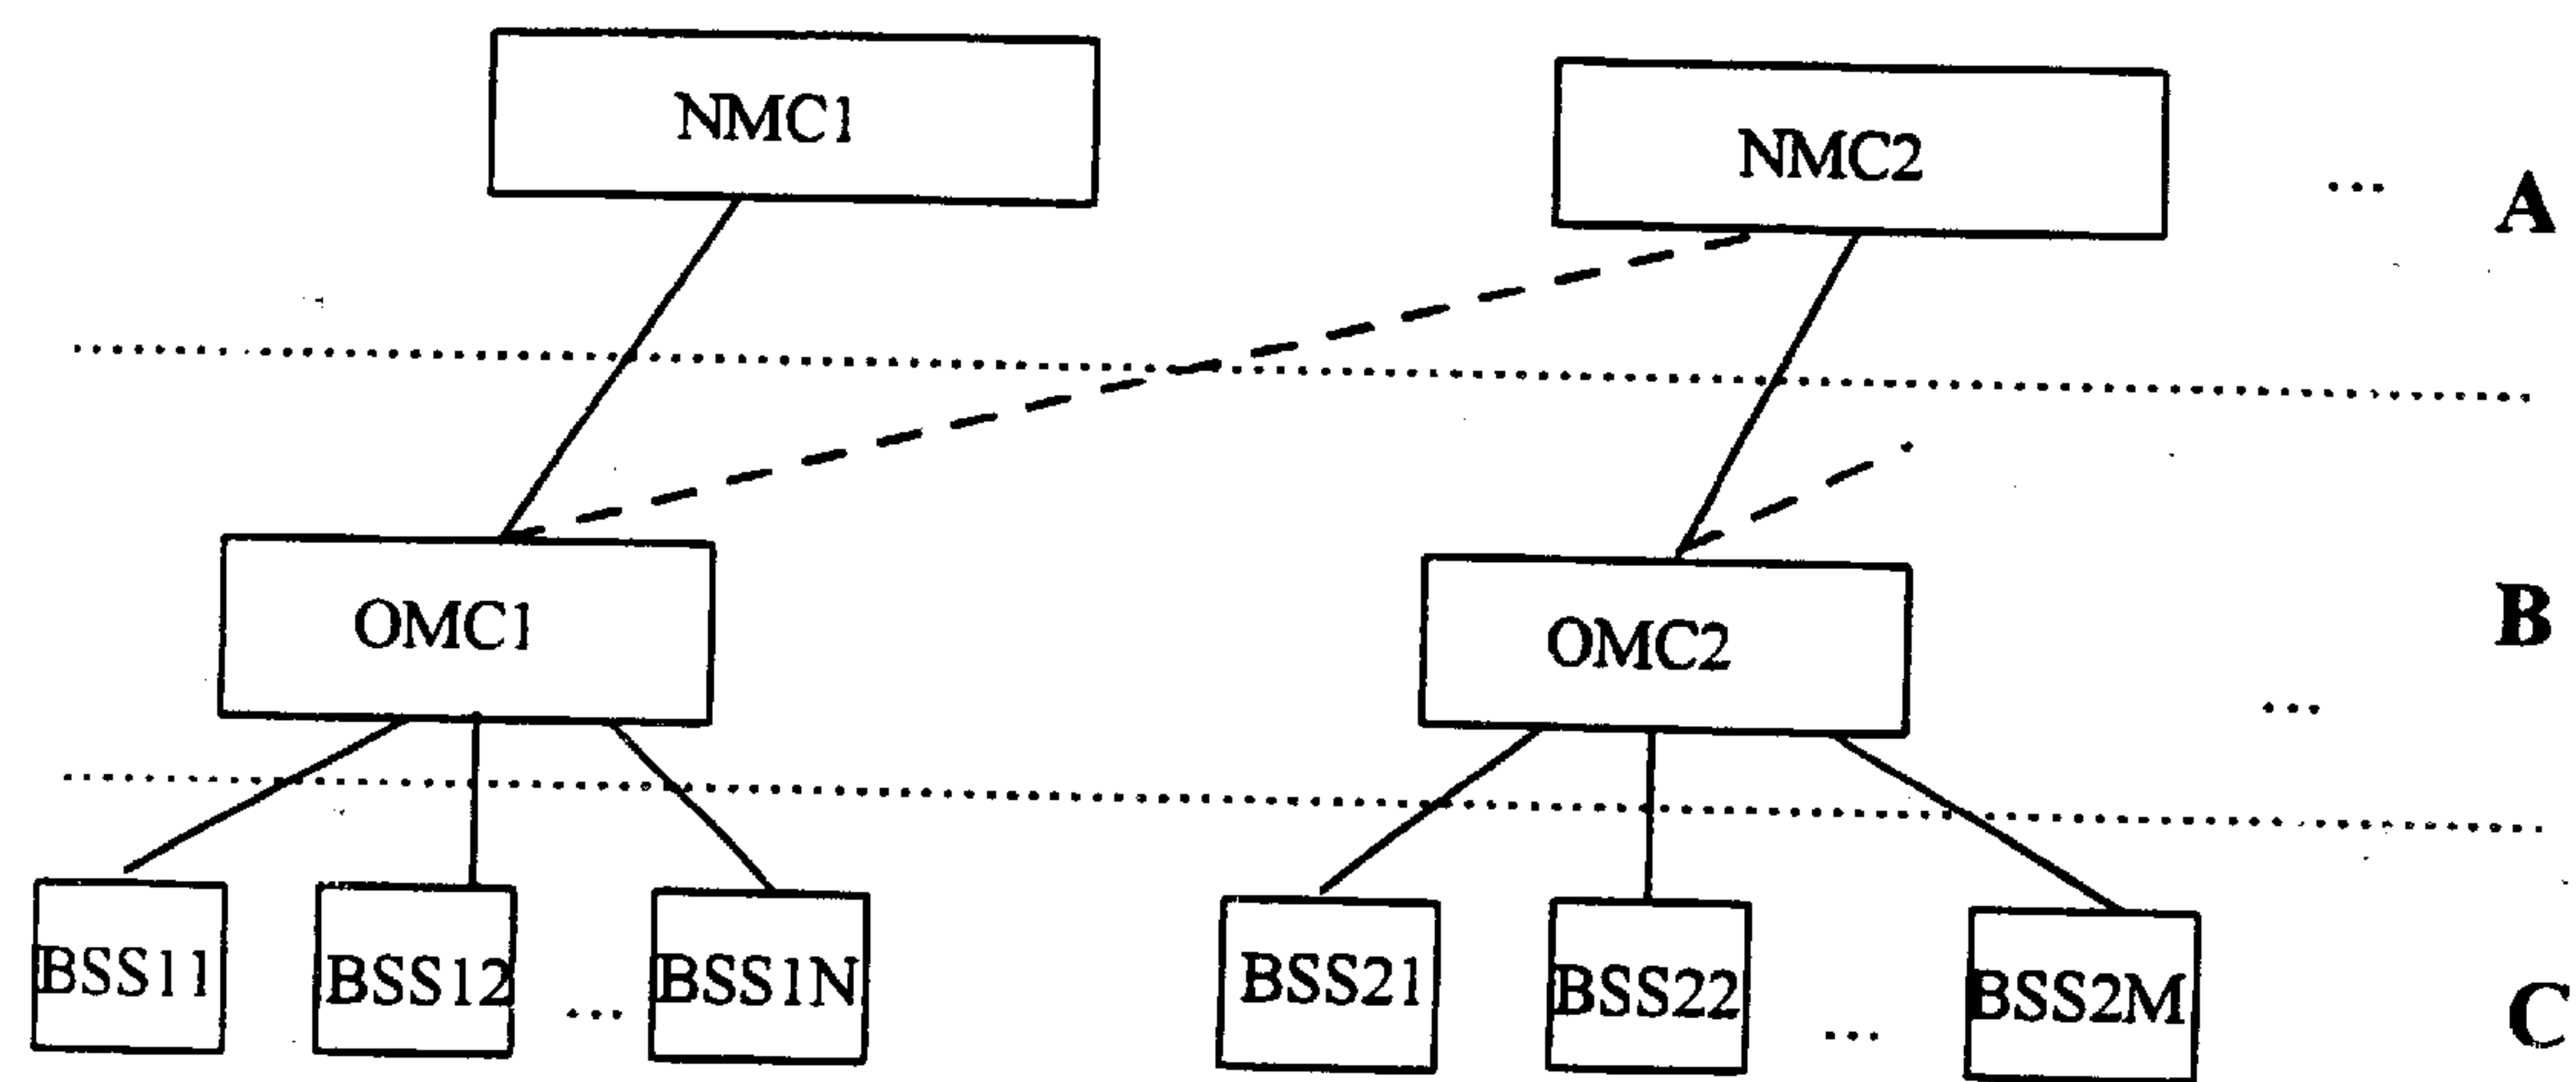 NMC1
NMC2
...
A
OMC1
OMC2
...
B
BSS11
BSS12
...
BSS1N
BSS21
BSS22
...
BSS2M
C